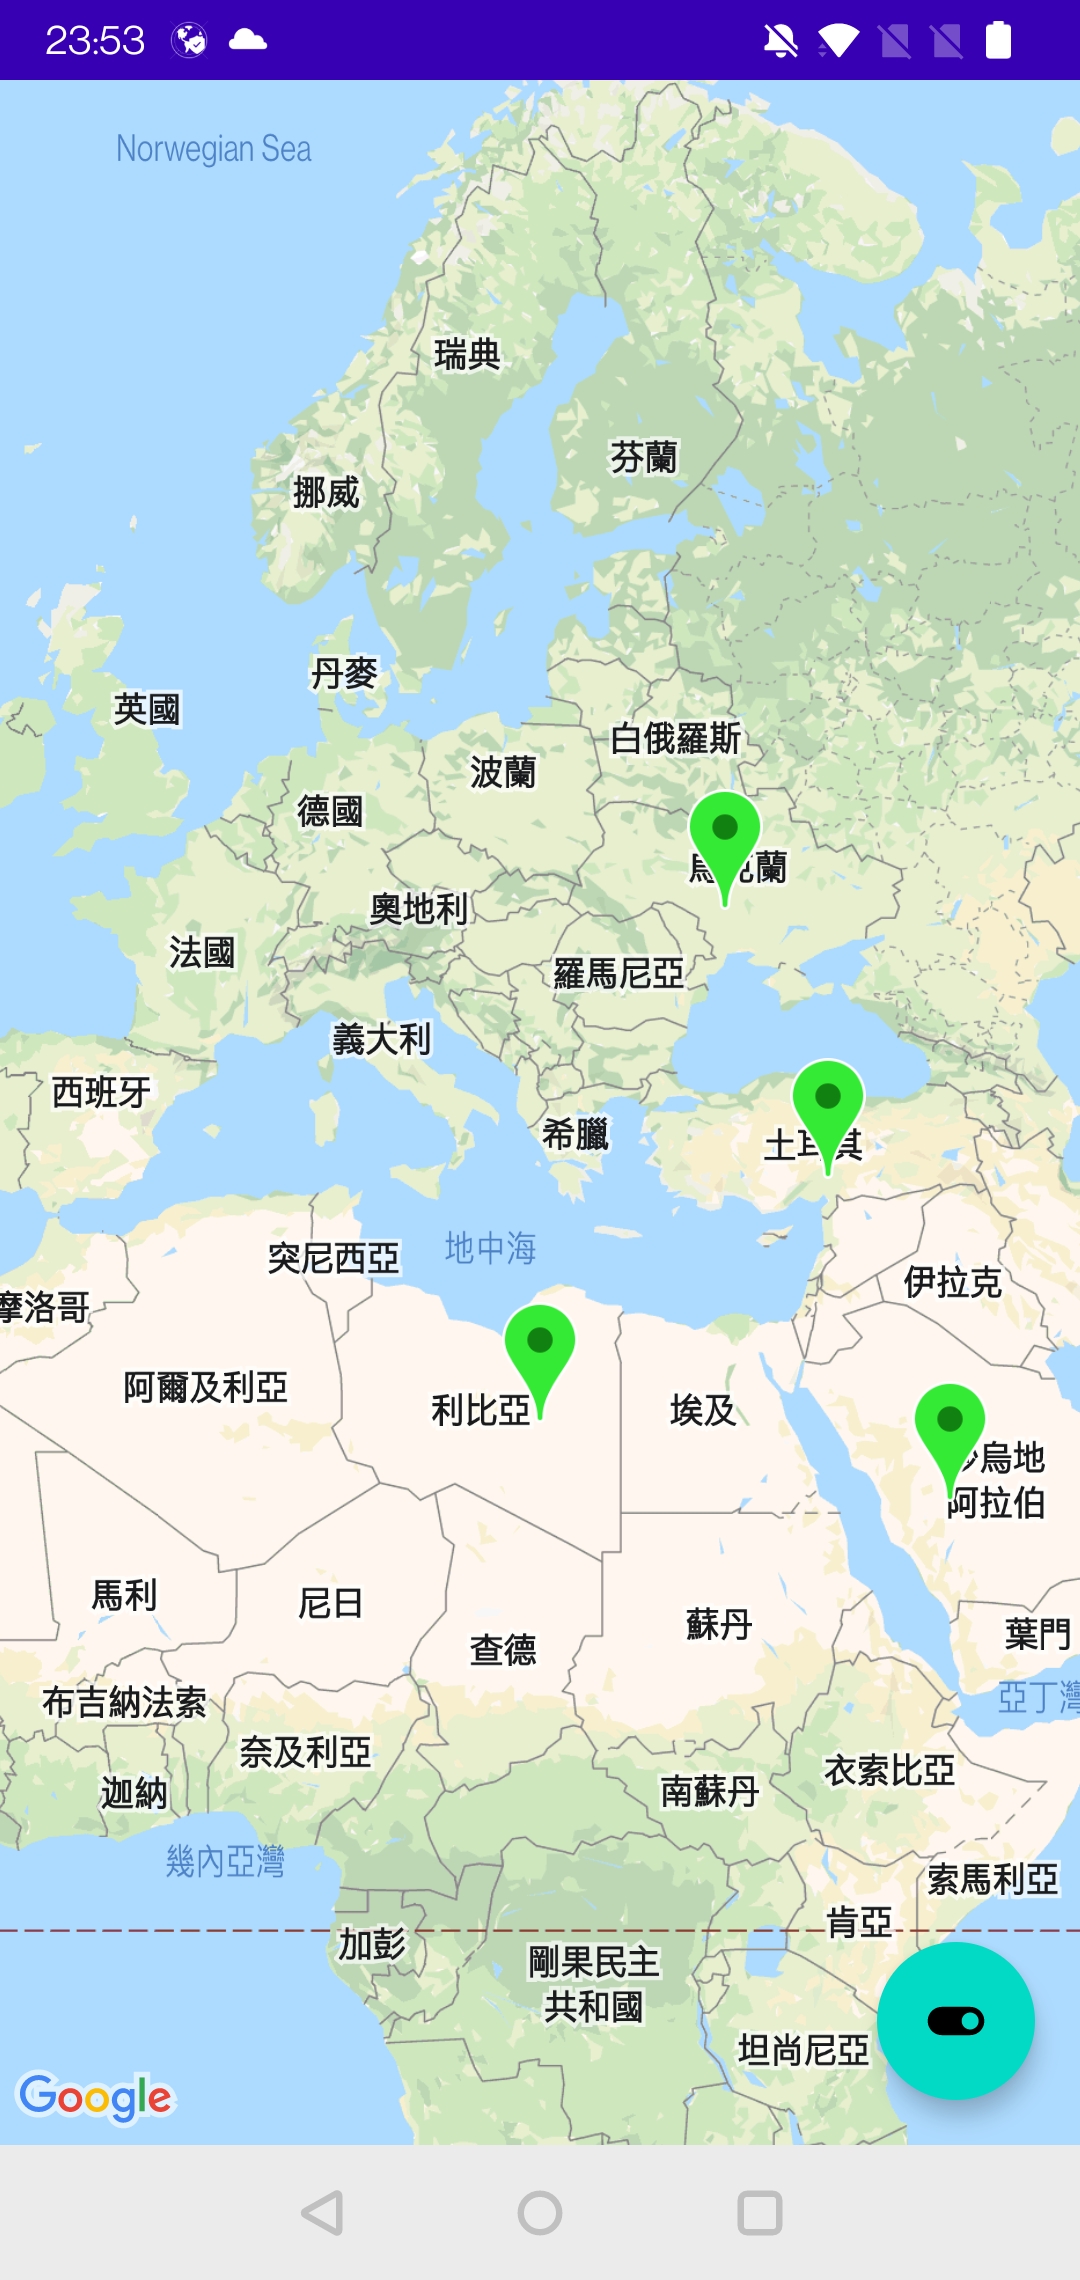 23:53
Norwegian Sea
瑞典
芬蘭
挪威
丹麥
英國
白俄羅斯
波蘭
德國
蘭
奧地利
法國
羅馬尼亞
義大利
西班牙
希臘
土耳其
突尼西亞
地中海
伊拉克
摩洛哥
阿爾及利亞
利比亞
埃及
烏地
阿拉伯
馬利
尼日
蘇丹
查德
葉門
布吉納法索
亞丁灣
奈及利亞
衣索比亞
迦納
南蘇丹
幾內亞灣
索馬利亞
肯亞
加彭
剛果民主
共和國
坦尚尼亞
Google